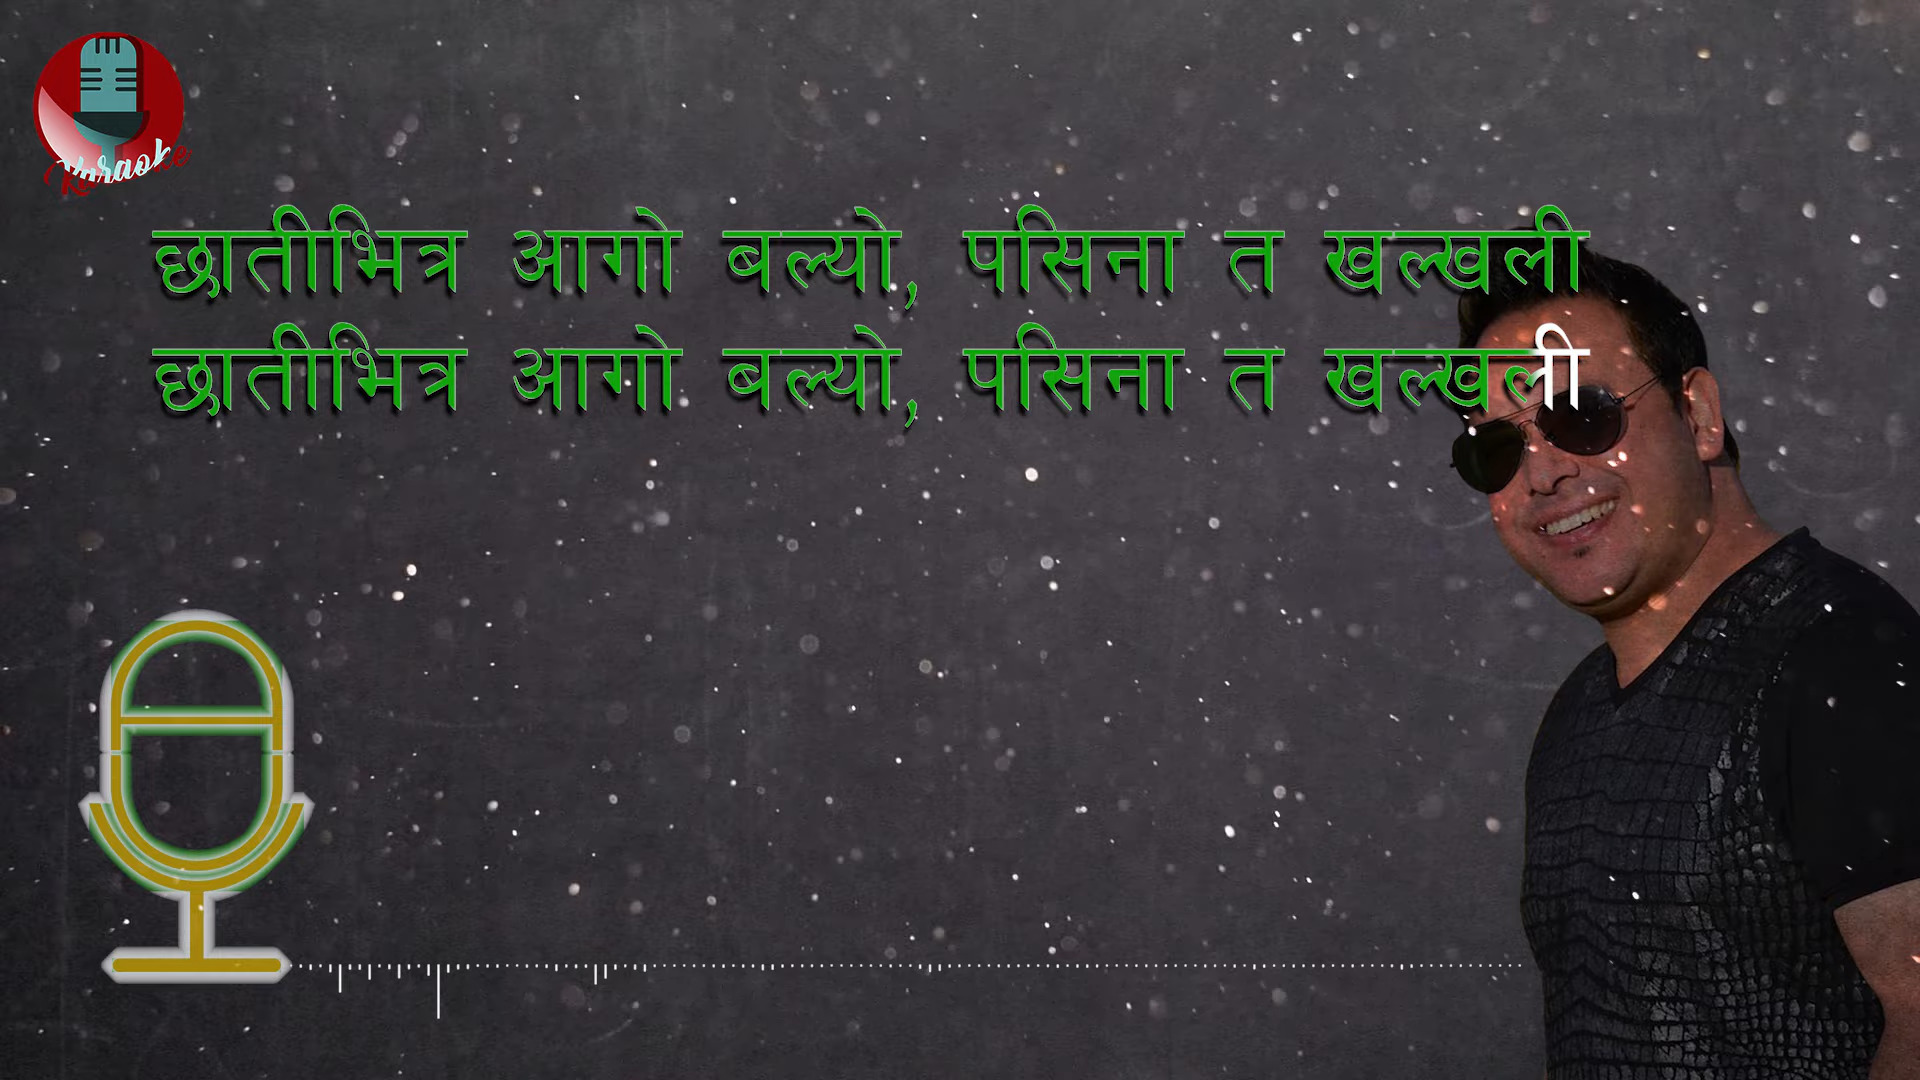 Karaoke
छातीभित्र आगो बल्यो, पसिना त खल्खली
छातीभित्र आगो बल्यो, पसिना त खल्खली